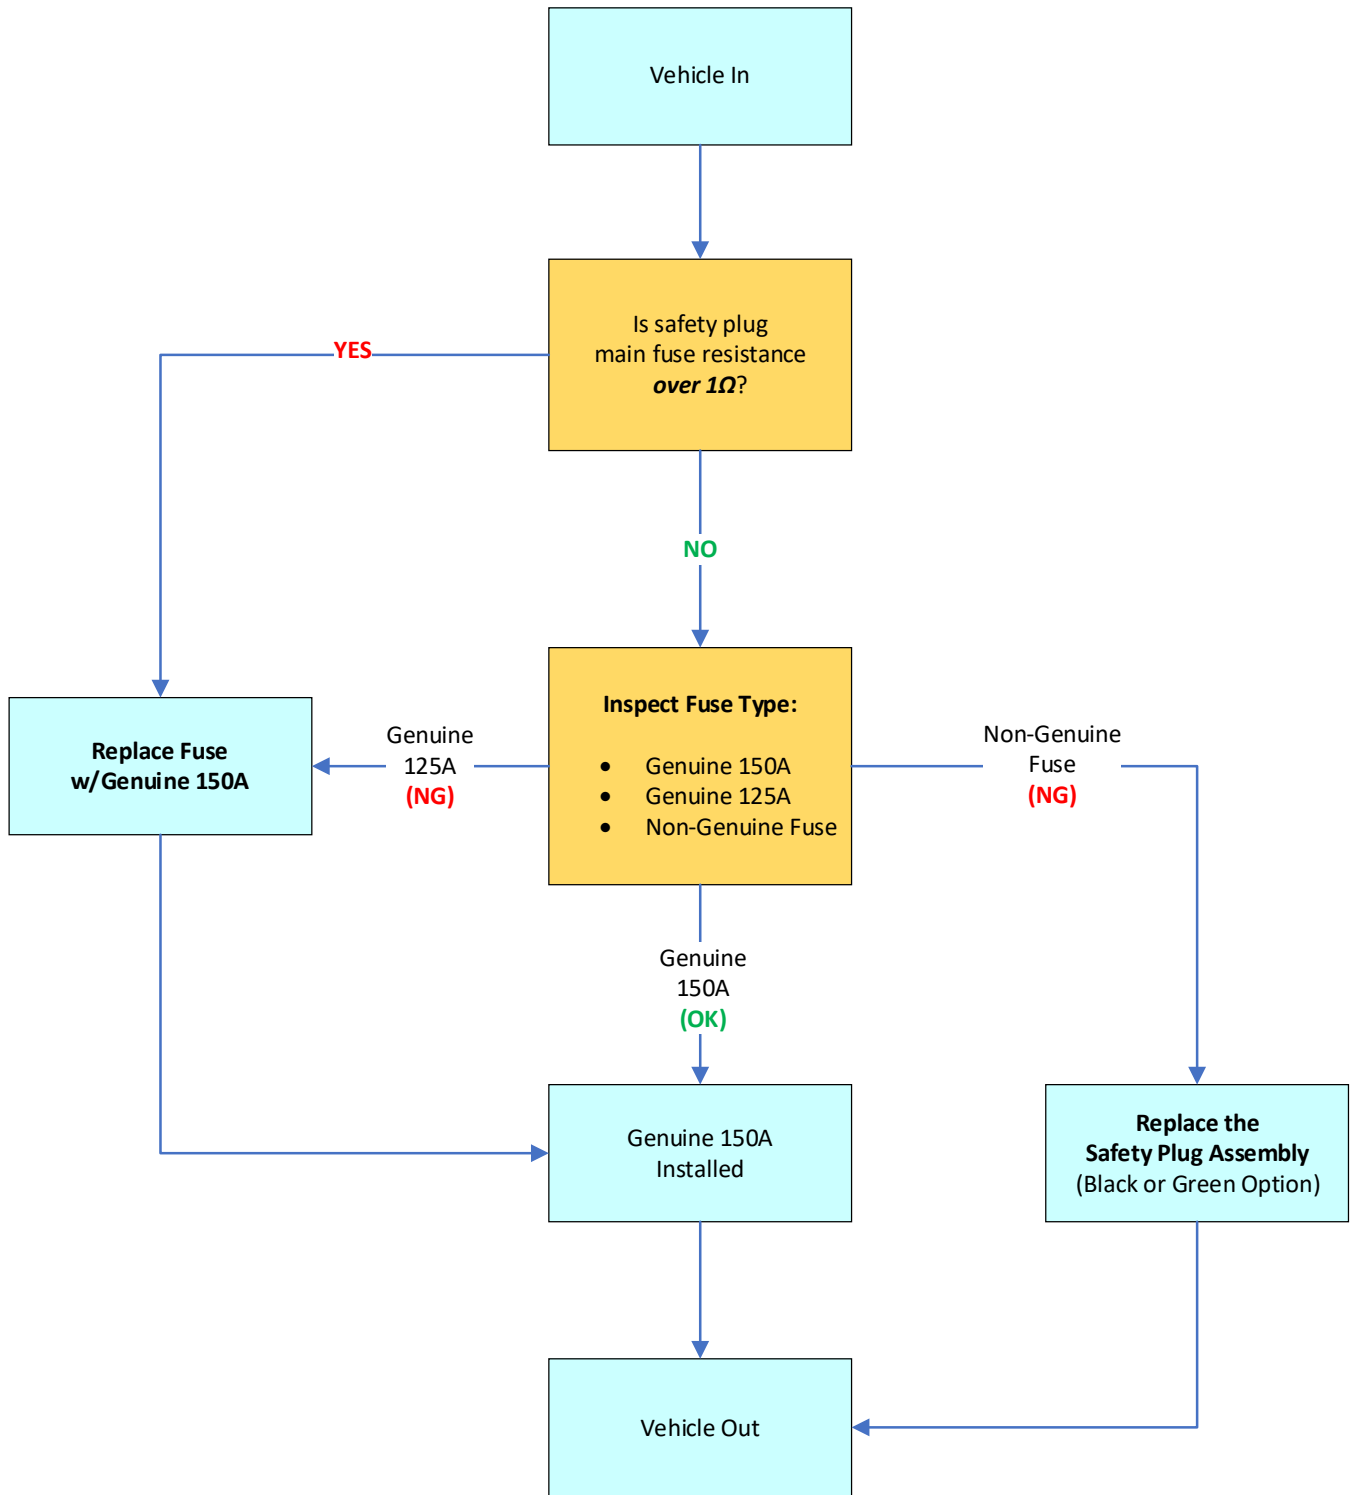 Vehicle In
Is safety plug
main fuse resistance
over 1Ω?
YES
NO
Inspect Fuse Type:
• Genuine 150A
• Genuine 125A
• Non-Genuine Fuse
Genuine
125A
(NG)
Replace Fuse
w/Genuine 150A
Non-Genuine
Fuse
(NG)
Genuine
150A
(OK)
Genuine 150A
Installed
Replace the
Safety Plug Assembly
(Black or Green Option)
Vehicle Out